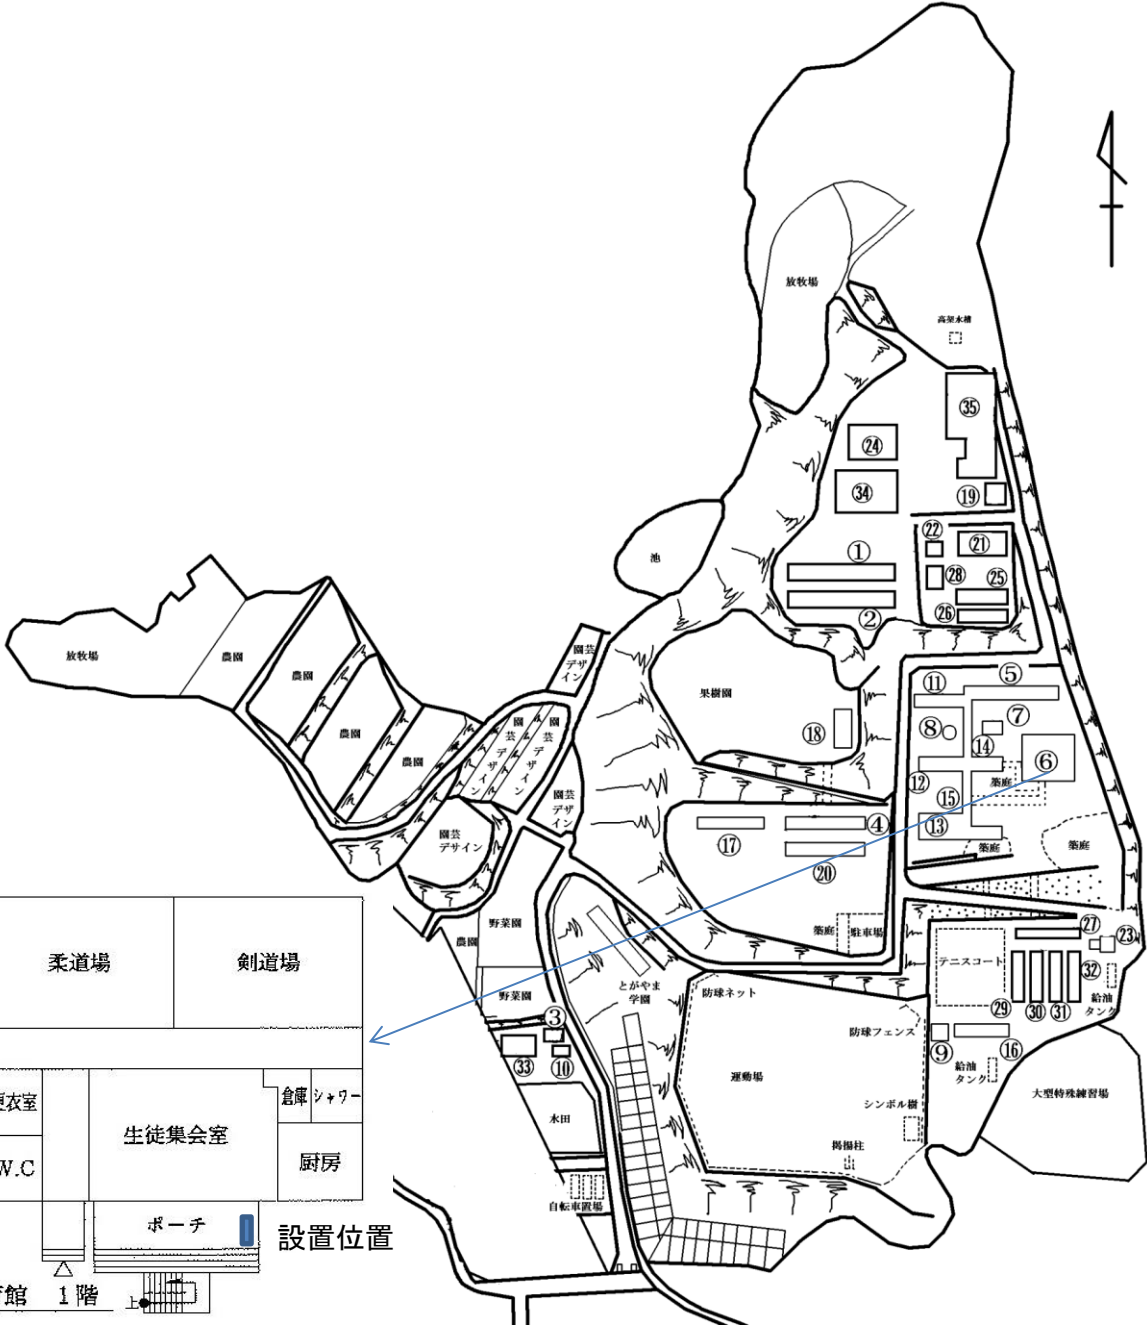 放牧場
高架水槽
㉟
㉔
㉞
⑲
㉒
㉑
①
㉘
㉕
②
㉖
池
放牧場
農園
農園
農園
農園
園芸
デザ
イン
園芸デザイン
園芸デザイン
園芸
デザ
イン
園芸
デザイン
果樹園
⑱
⑪
⑤
⑧
⑦
⑭
⑥
⑫
築庭
⑮
⑬
築庭
築庭
⑰
④
⑳
築庭
駐車場
野菜園
農園
野菜園
とがやま
学園
③
㉝
⑩
水田
自転車置場
防球ネット
防球フェンス
運動場
シンボル樹
掲揚柱
テニスコート
㉗
㉓
㉜
㉙
㉚
㉛
給油
タンク
⑨
⑯
給油
タンク
大型特殊練習場
柔道場
剣道場
更衣室
生徒集会室
倉庫
シャワー
W.C
厨房
ポーチ
設置位置
館 1階
上